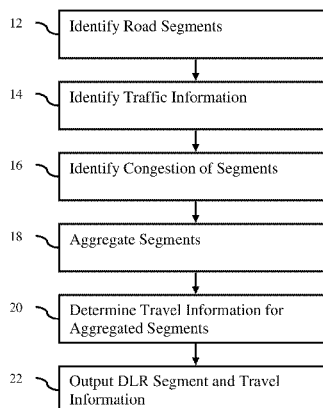 12
Identify Road Segments
14
Identify Traffic Information
16
Identify Congestion of Segments
18
Aggregate Segments
20
Determine Travel Information for
Aggregated Segments
22
Output DLR Segment and Travel
Information